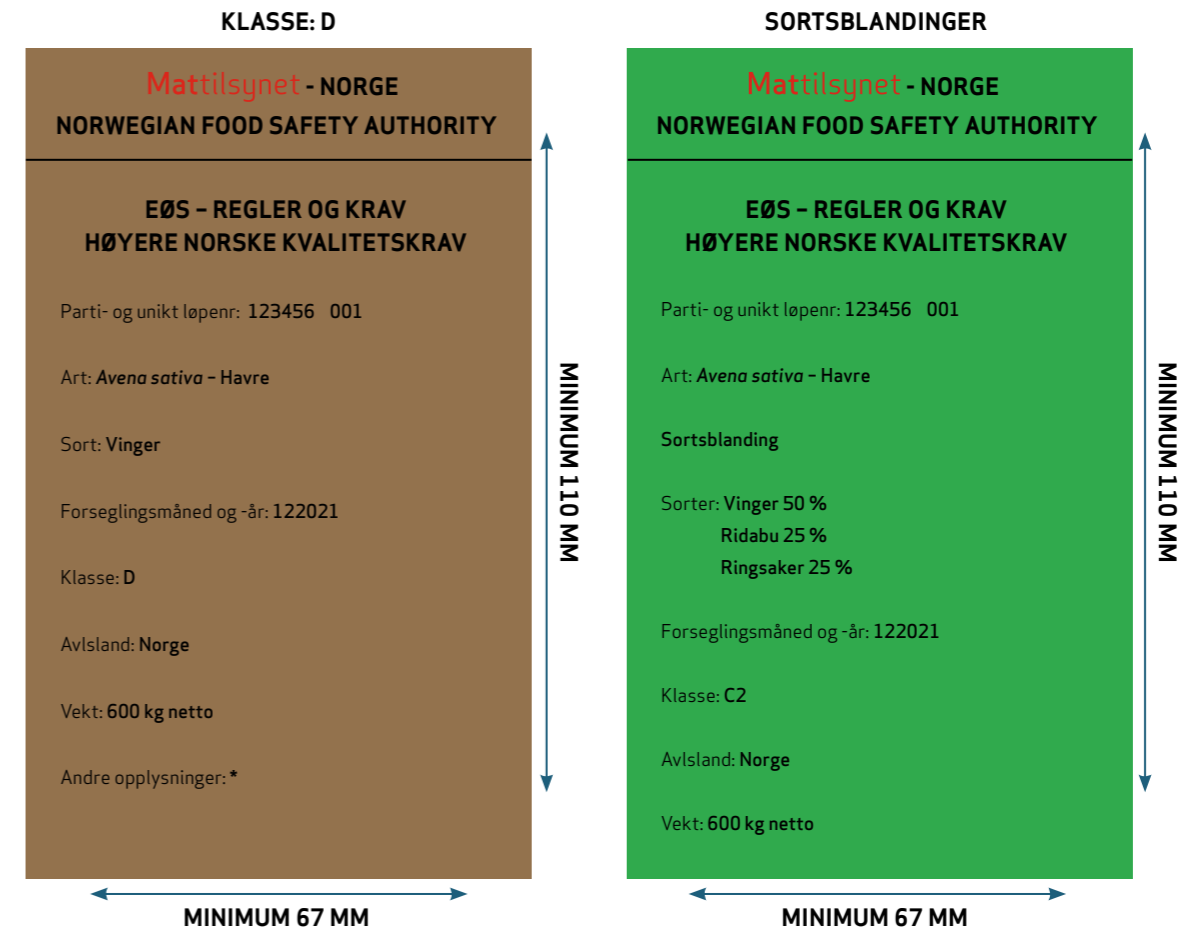 KLASSE: D
Mattilsynet - NORGE
NORWEGIAN FOOD SAFETY AUTHORITY
EØS – REGLER OG KRAV
HØYERE NORSKE KVALITETSKRAV
Parti- og unikt løpenr: 123456 001
Art: Avena sativa – Havre
Sort: Vinger
Forseglingsmåned og -år: 122021
Klasse: D
Avlsland: Norge
Vekt: 600 kg netto
Andre opplysninger: *
MINIMUM 110 MM
MINIMUM 67 MM
SORTSBLANDINGER
Mattilsynet - NORGE
NORWEGIAN FOOD SAFETY AUTHORITY
EØS – REGLER OG KRAV
HØYERE NORSKE KVALITETSKRAV
Parti- og unikt løpenr: 123456 001
Art: Avena sativa – Havre
Sortsblanding
Sorter: Vinger 50 %
Ridabu 25 %
Ringsaker 25 %
Forseglingsmåned og -år: 122021
Klasse: C2
Avlsland: Norge
Vekt: 600 kg netto
MINIMUM 110 MM
MINIMUM 67 MM